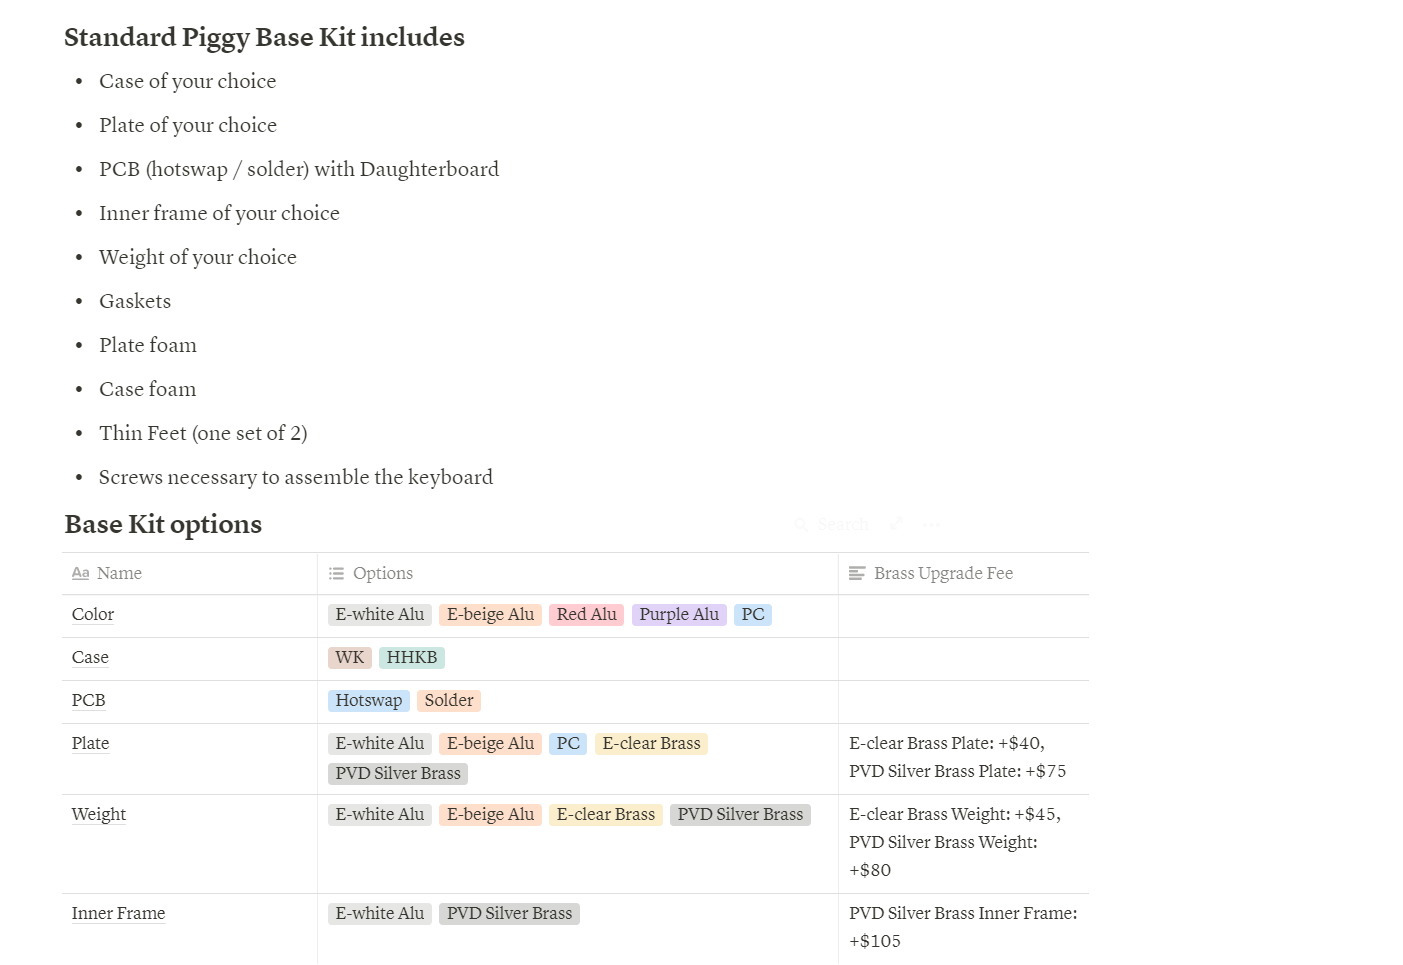 Standard Piggy Base Kit includes
• Case of your choice
• Plate of your choice
• PCB (hotswap / solder) with Daughterboard
• Inner frame of your choice
• Weight of your choice
• Gaskets
• Plate foam
• Case foam
• Thin Feet (one set of 2)
• Screws necessary to assemble the keyboard
Base Kit options Search
Aa Name Options Brass Upgrade Fee
Color E-white Alu E-beige Alu Red Alu Purple Alu PC
Case WK HHKB
PCB Hotswap Solder
Plate E-white Alu E-beige Alu PC E-clear Brass E-clear Brass Plate: +$40,
PVD Silver Brass PVD Silver Brass Plate: +$75
Weight E-white Alu E-beige Alu E-clear Brass PVD Silver Brass E-clear Brass Weight: +$45,
PVD Silver Brass Weight:
+$80
Inner Frame E-white Alu PVD Silver Brass PVD Silver Brass Inner Frame:
+$105